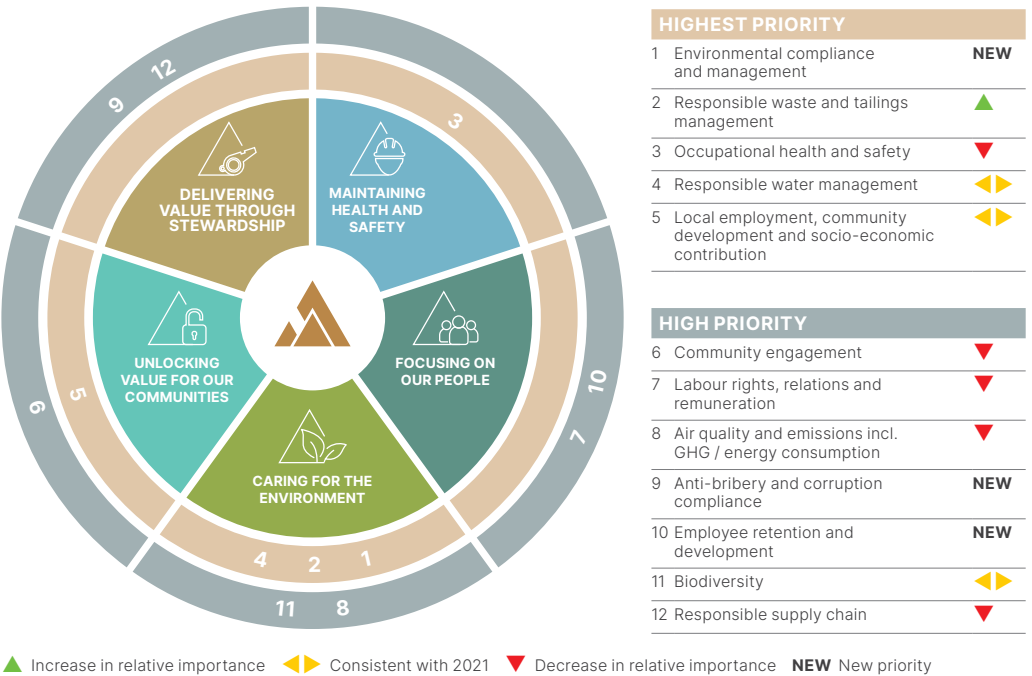 12
9
3
DELIVERING
VALUE THROUGH
STEWARDSHIP
MAINTAINING
HEALTH AND
SAFETY
UNLOCKING
VALUE FOR OUR
COMMUNITIES
FOCUSING ON
OUR PEOPLE
5
6
10
7
CARING FOR THE
ENVIRONMENT
4
2
1
11
8
HIGHEST PRIORITY
1 Environmental compliance
and management
NEW
2 Responsible waste and tailings
management
3 Occupational health and safety
4 Responsible water management
5 Local employment, community
development and socio-economic
contribution
HIGH PRIORITY
6 Community engagement
7 Labour rights, relations and
remuneration
8 Air quality and emissions incl.
GHG / energy consumption
9 Anti-bribery and corruption
compliance
NEW
10 Employee retention and
development
NEW
11 Biodiversity
12 Responsible supply chain
Increase in relative importance Consistent with 2021 Decrease in relative importance NEW New priority